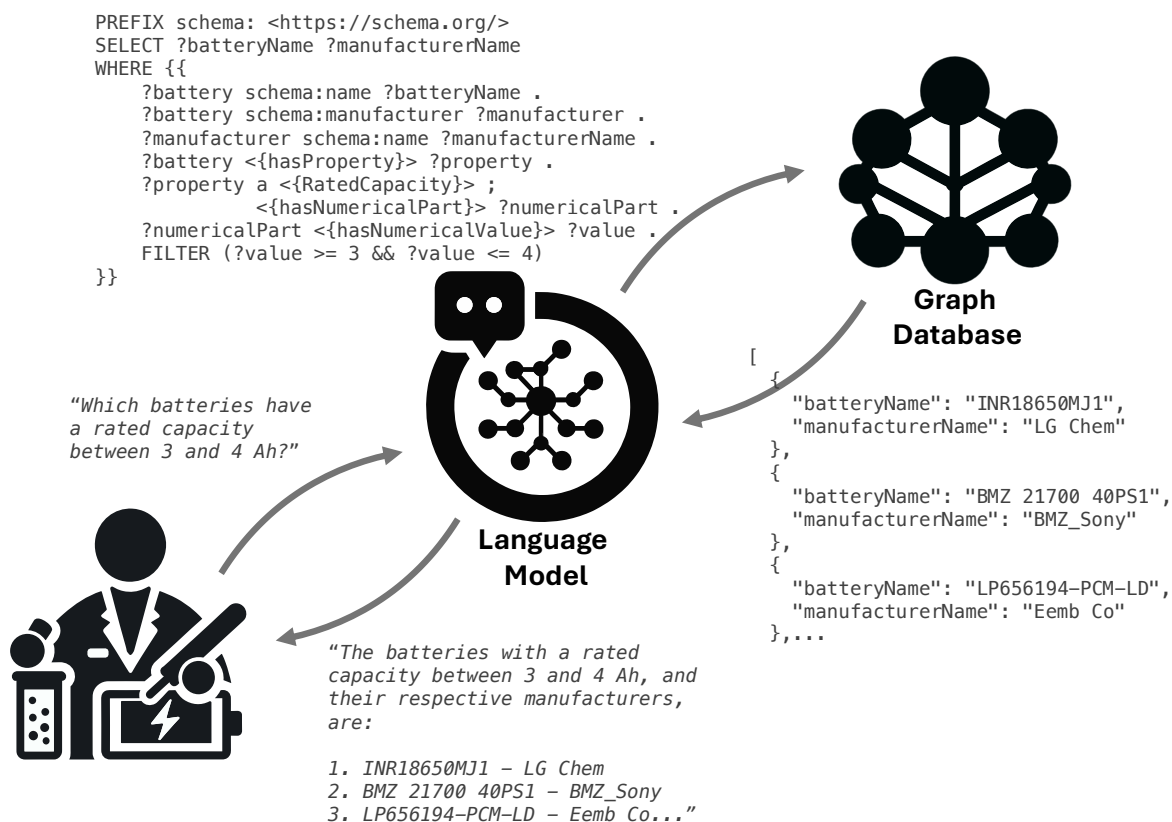 PREFIX schema: <https://schema.org/>
SELECT ?batteryName ?manufacturerName
WHERE {{
    ?battery schema:name ?batteryName .
    ?battery schema:manufacturer ?manufacturer .
    ?manufacturer schema:name ?manufacturerName .
    ?battery <{hasProperty}> ?property .
    ?property a <{RatedCapacity}> ;
              <{hasNumericalPart}> ?numericalPart .
    ?numericalPart <{hasNumericalValue}> ?value .
    FILTER (?value >= 3 && ?value <= 4)
}}
Graph
Database
[
  {
    "batteryName": "INR18650MJ1",
    "manufacturerName": "LG Chem"
  },
  {
    "batteryName": "BMZ 21700 40PS1",
    "manufacturerName": "BMZ_Sony"
  },
  {
    "batteryName": "LP656194-PCM-LD",
    "manufacturerName": "Eemb Co"
  },...
“Which batteries have
a rated capacity
between 3 and 4 Ah?”
Language
Model
“The batteries with a rated
capacity between 3 and 4 Ah, and
their respective manufacturers,
are:
1. INR18650MJ1 – LG Chem
2. BMZ 21700 40PS1 – BMZ_Sony
3. LP656194-PCM-LD – Eemb Co...”